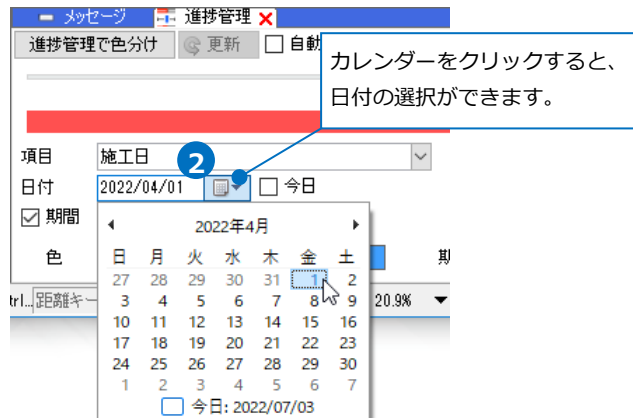 メッセージ 進捗管理
進捗管理で色分け 更新 自動
カレンダーをクリックすると、
日付の選択ができます。
項目 施工日
2
日付 2022/04/01 今日
期間
2022年4月
色 日 月 火 水 木 金 土 期
27 28 29 30 31 1 2
trl... 距離キー 3 4 5 6 7 8 9 20.9%
10 11 12 13 14 15 16
17 18 19 20 21 22 23
24 25 26 27 28 29 30
1 2 3 4 5 6 7
今日: 2022/07/03